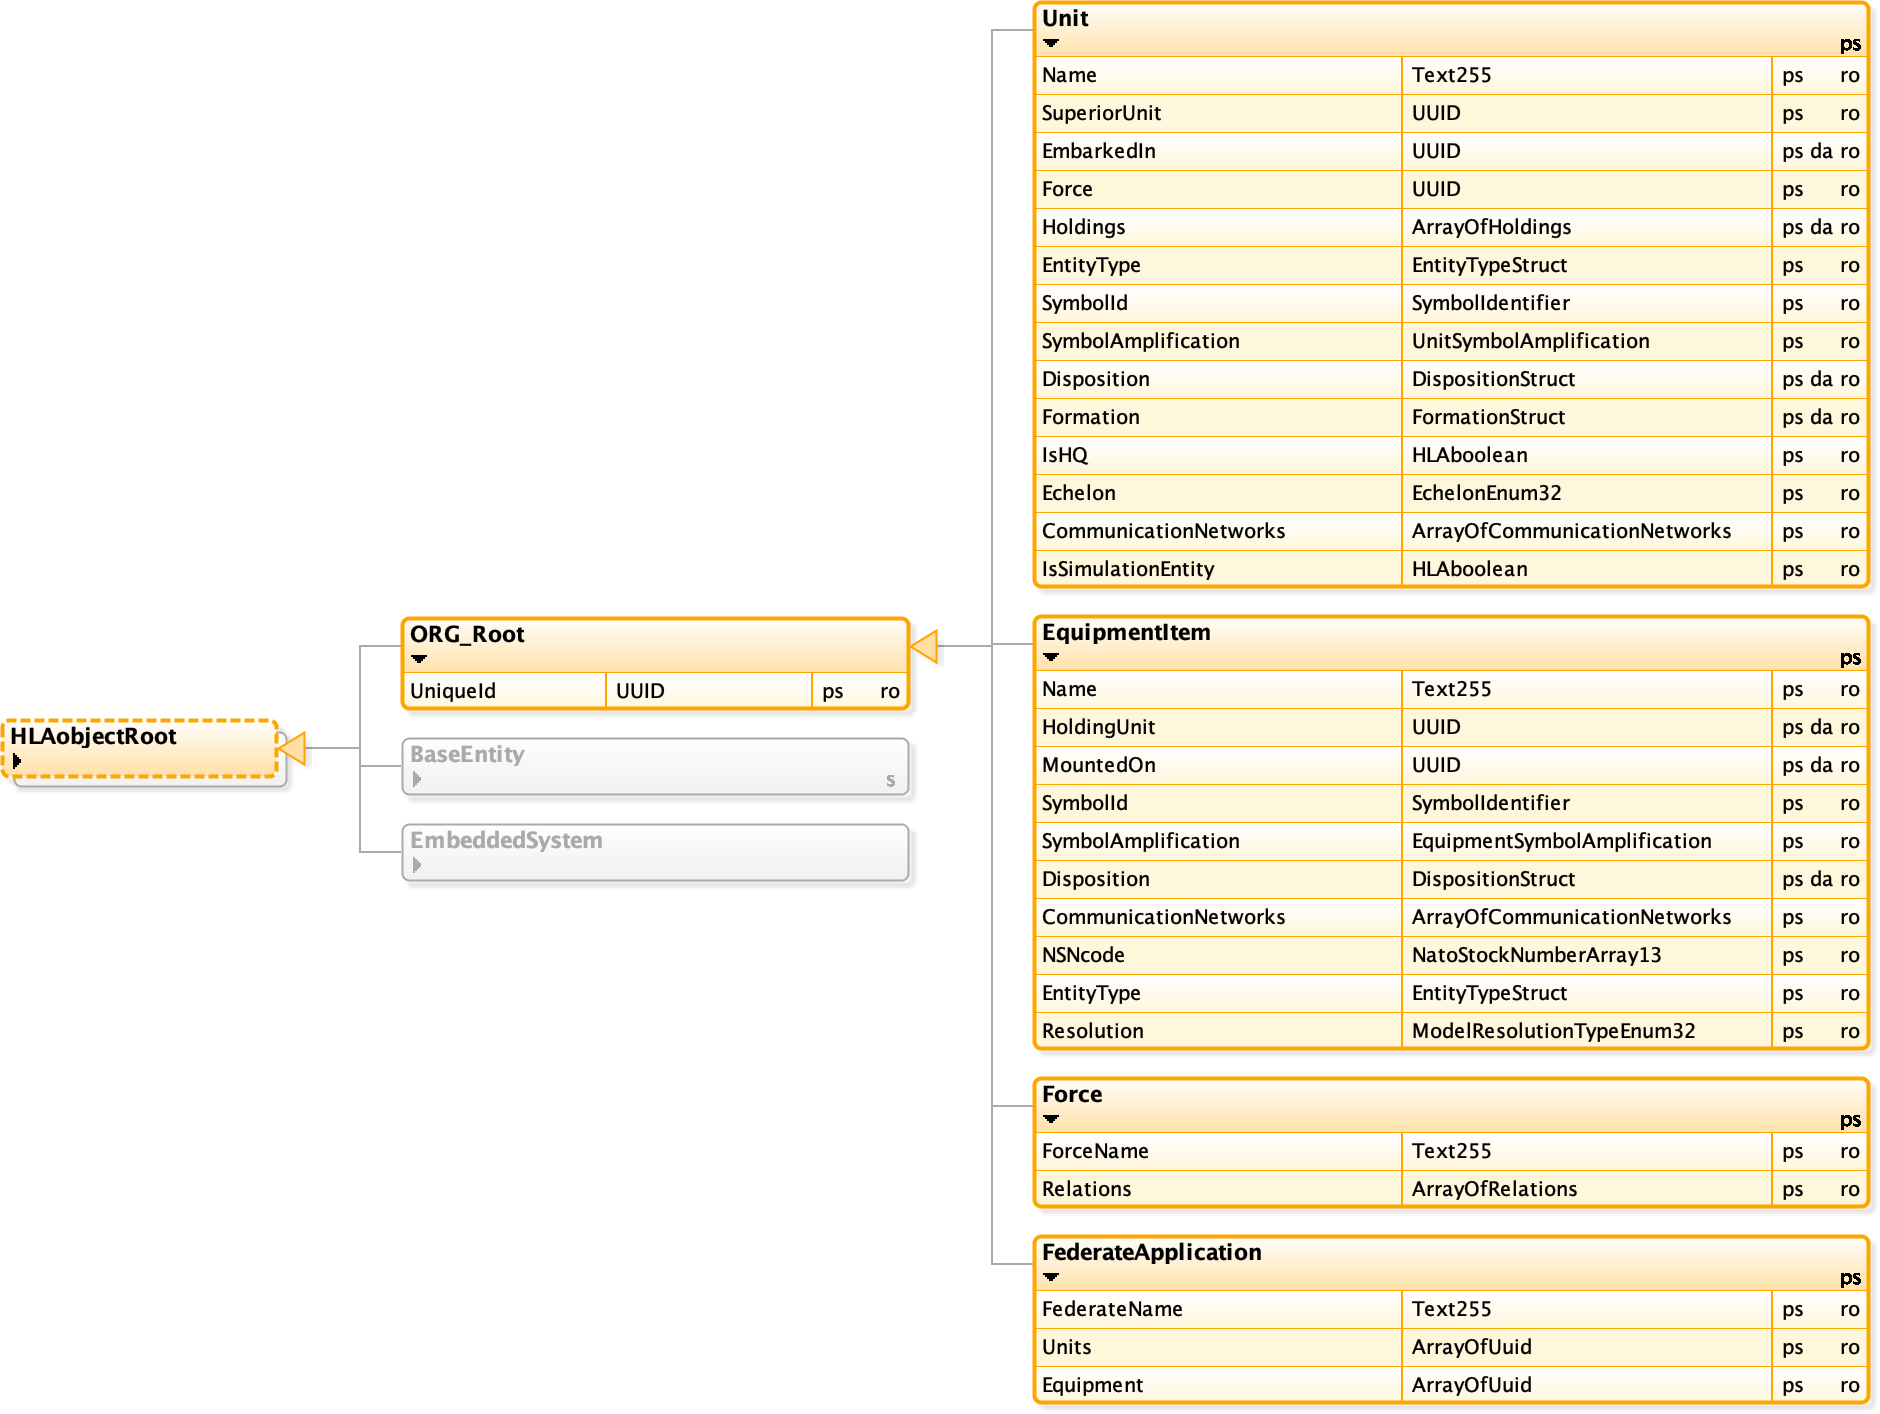 HLAobjectRoot
ORG_Root
UniqueId UUID ps ro
BaseEntity
s
EmbeddedSystem
Unit
ps
Name Text255 ps ro
SuperiorUnit UUID ps ro
EmbarkedIn UUID ps da ro
Force UUID ps ro
Holdings ArrayOfHoldings ps da ro
EntityType EntityTypeStruct ps ro
SymbolId SymbolIdentifier ps ro
SymbolAmplification UnitSymbolAmplification ps ro
Disposition DispositionStruct ps da ro
Formation FormationStruct ps da ro
IsHQ HLAboolean ps ro
Echelon EchelonEnum32 ps ro
CommunicationNetworks ArrayOfCommunicationNetworks ps ro
IsSimulationEntity HLAboolean ps ro
EquipmentItem
ps
Name Text255 ps ro
HoldingUnit UUID ps da ro
MountedOn UUID ps da ro
SymbolId SymbolIdentifier ps ro
SymbolAmplification EquipmentSymbolAmplification ps ro
Disposition DispositionStruct ps da ro
CommunicationNetworks ArrayOfCommunicationNetworks ps ro
NSNcode NatoStockNumberArray13 ps ro
EntityType EntityTypeStruct ps ro
Resolution ModelResolutionTypeEnum32 ps ro
Force
ps
ForceName Text255 ps ro
Relations ArrayOfRelations ps ro
FederateApplication
ps
FederateName Text255 ps ro
Units ArrayOfUuid ps ro
Equipment ArrayOfUuid ps ro